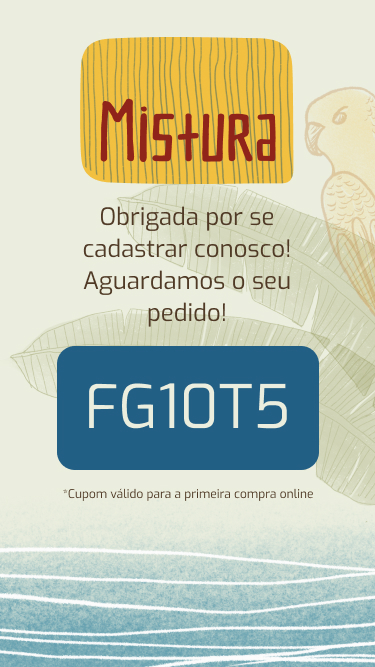 Mistura
Obrigada por se
cadastrar conosco!
Aguardamos o seu
pedido!
FG10T5
*Cupom válido para a primeira compra online